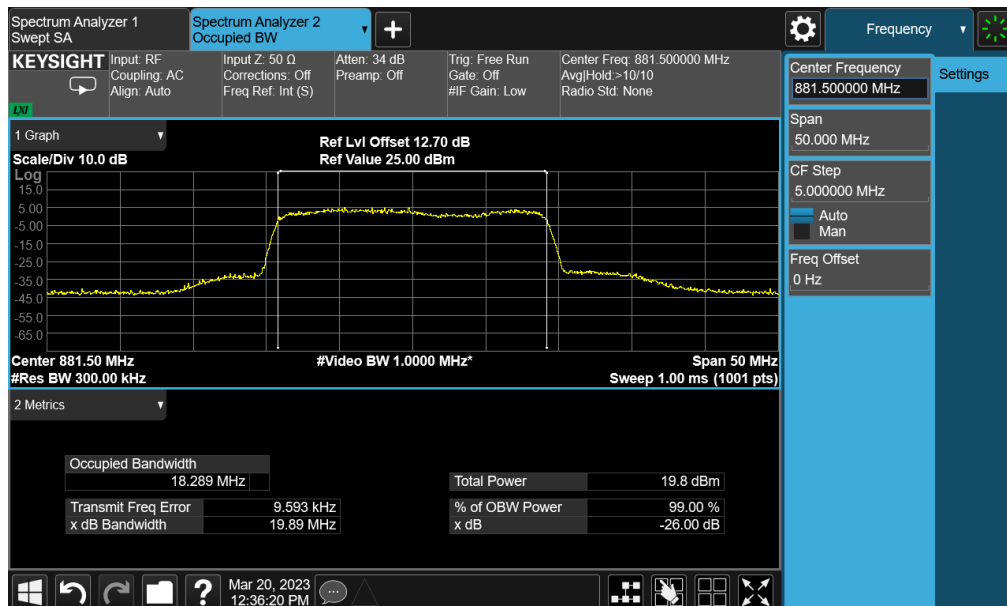 Spectrum Analyzer 1
Swept SA
Spectrum Analyzer 2
Occupied BW
Frequency
KEYSIGHT
LXI
Input: RF
Coupling: AC
Align: Auto
Input Z: 50 Ω
Corrections: Off
Freq Ref: Int (S)
Atten: 34 dB
Preamp: Off
Trig: Free Run
Gate: Off
#IF Gain: Low
Center Freq: 881.500000 MHz
Avg|Hold:>10/10
Radio Std: None
Center Frequency
881.500000 MHz
Settings
Span
50.000 MHz
CF Step
5.000000 MHz
Auto
Man
Freq Offset
0 Hz
1 Graph
Scale/Div 10.0 dB
Ref Lvl Offset 12.70 dB
Ref Value 25.00 dBm
Log
15.0
5.00
-5.00
-15.0
-25.0
-35.0
-45.0
-55.0
-65.0
Center 881.50 MHz
#Video BW 1.0000 MHz*
Span 50 MHz
#Res BW 300.00 kHz
Sweep 1.00 ms (1001 pts)
2 Metrics
Occupied Bandwidth
18.289 MHz
Total Power 19.8 dBm
Transmit Freq Error 9.593 kHz
% of OBW Power 99.00 %
x dB Bandwidth 19.89 MHz
x dB -26.00 dB
?
Mar 20, 2023
12:36:20 PM